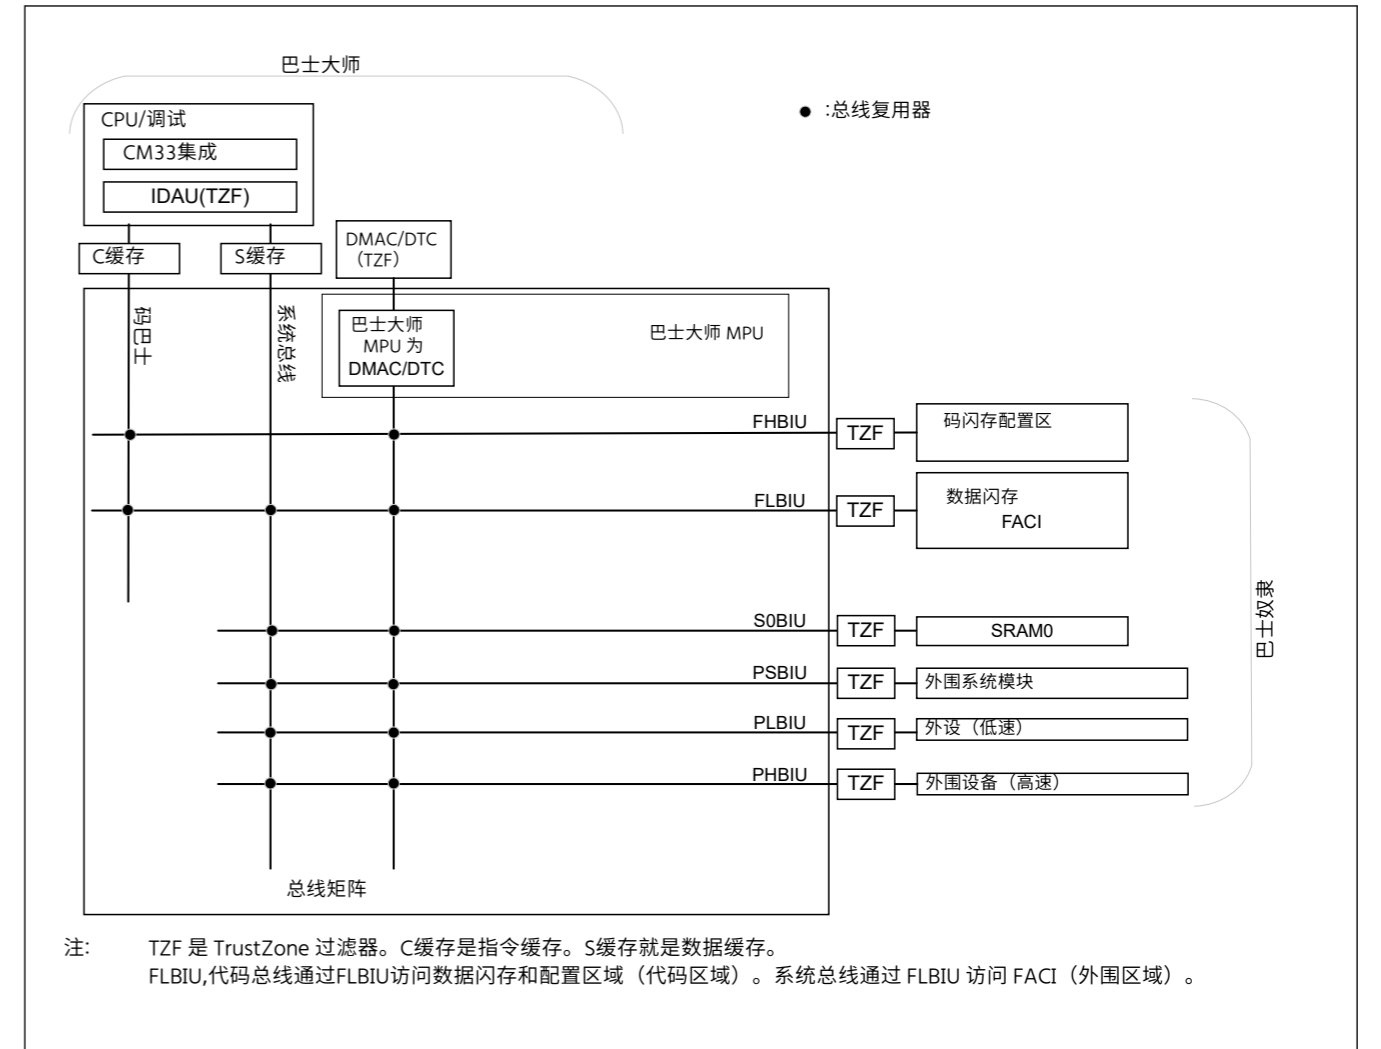 巴士大师
CPU/调试
CM33集成
IDAU(TZF)
:总线复用器
C缓存
S缓存
DMAC/DTC
（TZF）
码巴士
系统总线
巴士大师
MPU 为
DMAC/DTC
巴士大师 MPU
FHBIU
TZF
码闪存配置区
FLBIU
TZF
数据闪存
FACI
S0BIU
TZF
SRAM0
PSBIU
TZF
外围系统模块
PLBIU
TZF
外设（低速）
PHBIU
TZF
外围设备（高速）
巴士奴隶
总线矩阵
注: TZF 是 TrustZone 过滤器。C缓存是指令缓存。S缓存就是数据缓存。
FLBIU,代码总线通过FLBIU访问数据闪存和配置区域（代码区域）。系统总线通过 FLBIU 访问 FACI（外围区域）。